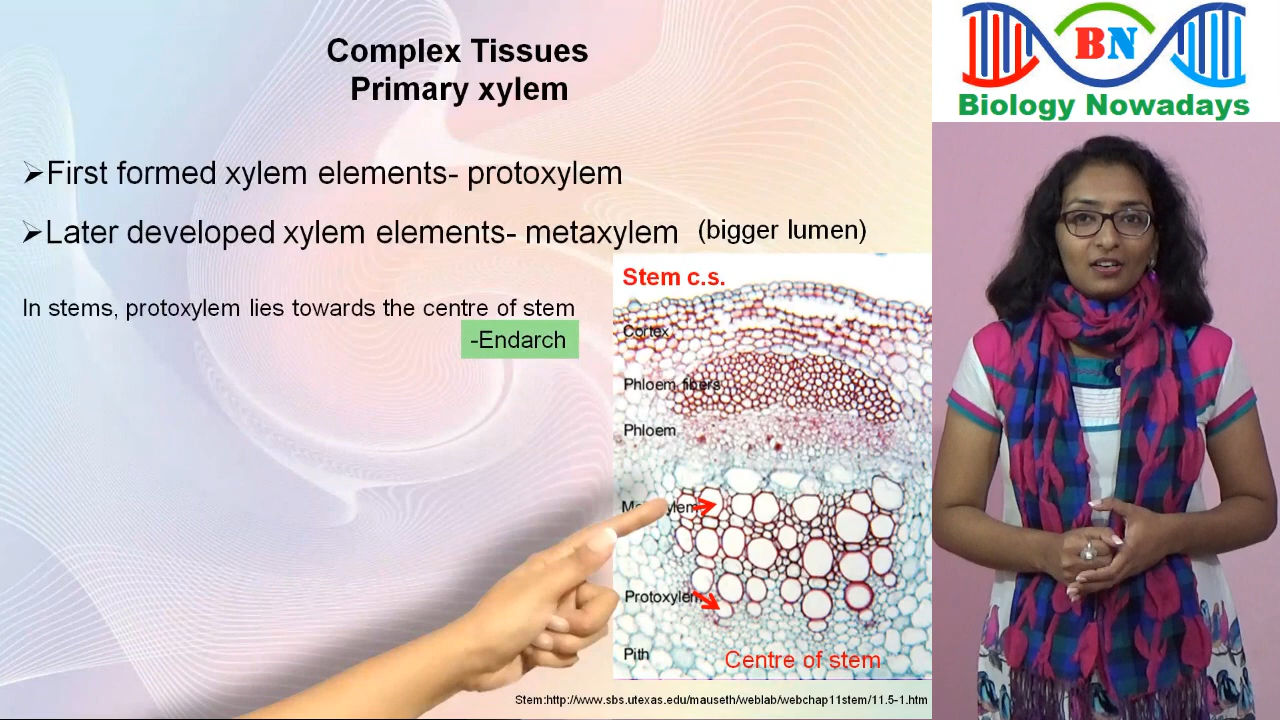 Complex Tissues
Primary xylem
➢First formed xylem elements- protoxylem
➢Later developed xylem elements- metaxylem (bigger lumen)
In stems, protoxylem lies towards the centre of stem
-Endarch
Stem c.s.
Cortex
Phloem fibers
Phloem
Protoxylem
Pith
Centre of stem
Stem:http://www.sbs.utexas.edu/mauseth/weblab/webchap11stem/11.5-1.htm
BN
Biology Nowadays